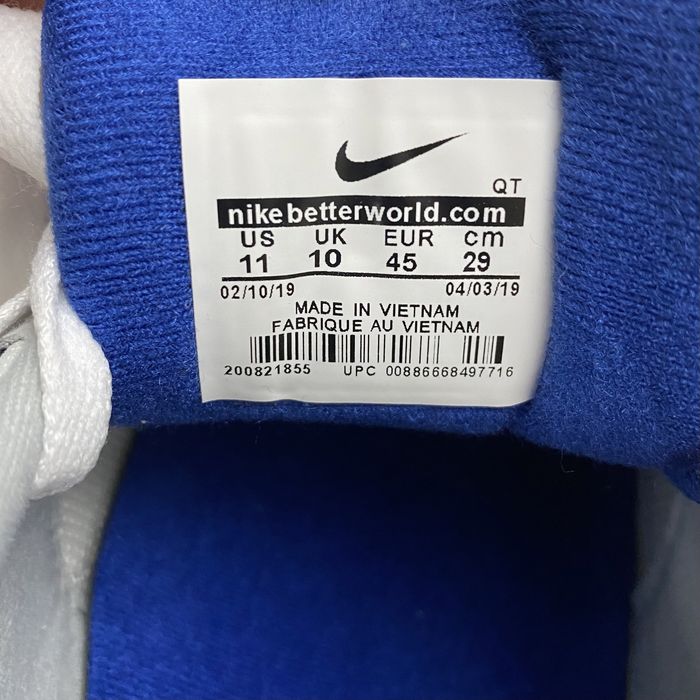 QT
nikebetterworld.com
US UK EUR cm
11 10 45 29
02/10/19 04/03/19
MADE IN VIETNAM
FABRIQUE AU VIETNAM
200821855 UPC 00886668497716